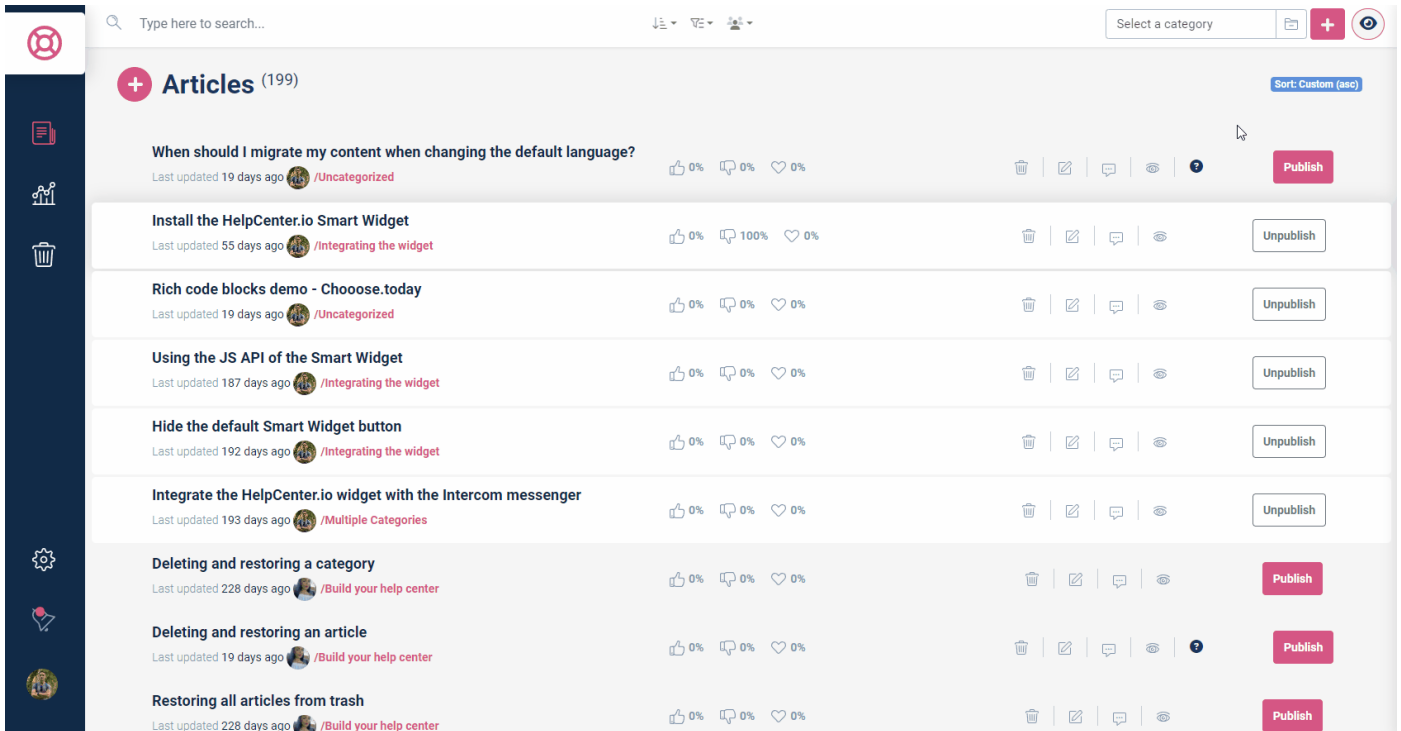 Type here to search...
Select a category
Articles (199)
Sort: Custom (asc)
When should I migrate my content when changing the default language?
Last updated 19 days ago /Uncategorized
0% 0% 0%
Publish
Install the HelpCenter.io Smart Widget
Last updated 55 days ago /Integrating the widget
0% 100% 0%
Unpublish
Rich code blocks demo - Chooose.today
Last updated 19 days ago /Uncategorized
0% 0% 0%
Unpublish
Using the JS API of the Smart Widget
Last updated 187 days ago /Integrating the widget
0% 0% 0%
Unpublish
Hide the default Smart Widget button
Last updated 192 days ago /Integrating the widget
0% 0% 0%
Unpublish
Integrate the HelpCenter.io widget with the Intercom messenger
Last updated 193 days ago /Multiple Categories
0% 0% 0%
Unpublish
Deleting and restoring a category
Last updated 228 days ago /Build your help center
0% 0% 0%
Publish
Deleting and restoring an article
Last updated 19 days ago /Build your help center
0% 0% 0%
Publish
Restoring all articles from trash
Last updated 228 days ago /Build your help center
0% 0% 0%
Publish